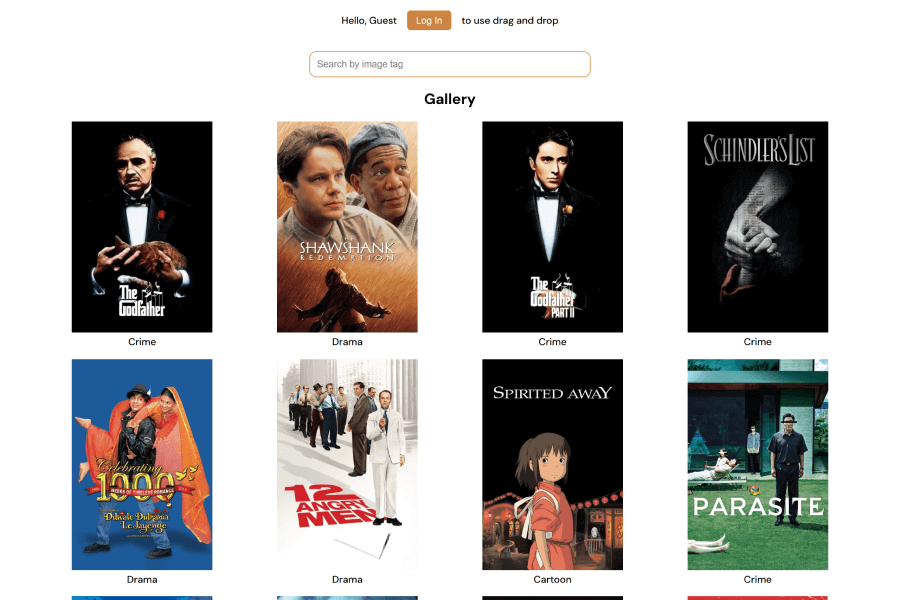 Hello, Guest Log In to use drag and drop
Search by image tag
Gallery
The
Godfather
Crime
SHAWSHANK
REDEMPTION
Drama
The
Godfather
PART II
Crime
SCHINDLER'S LIST
Crime
Celebrating
1000
WEEKS OF TIMELESS ROMANCE
Dilwale Dulhania
Le Jayenge
Drama
12
ANGRY
MEN
Drama
SPIRITED AWAY
Cartoon
PARASITE
Crime